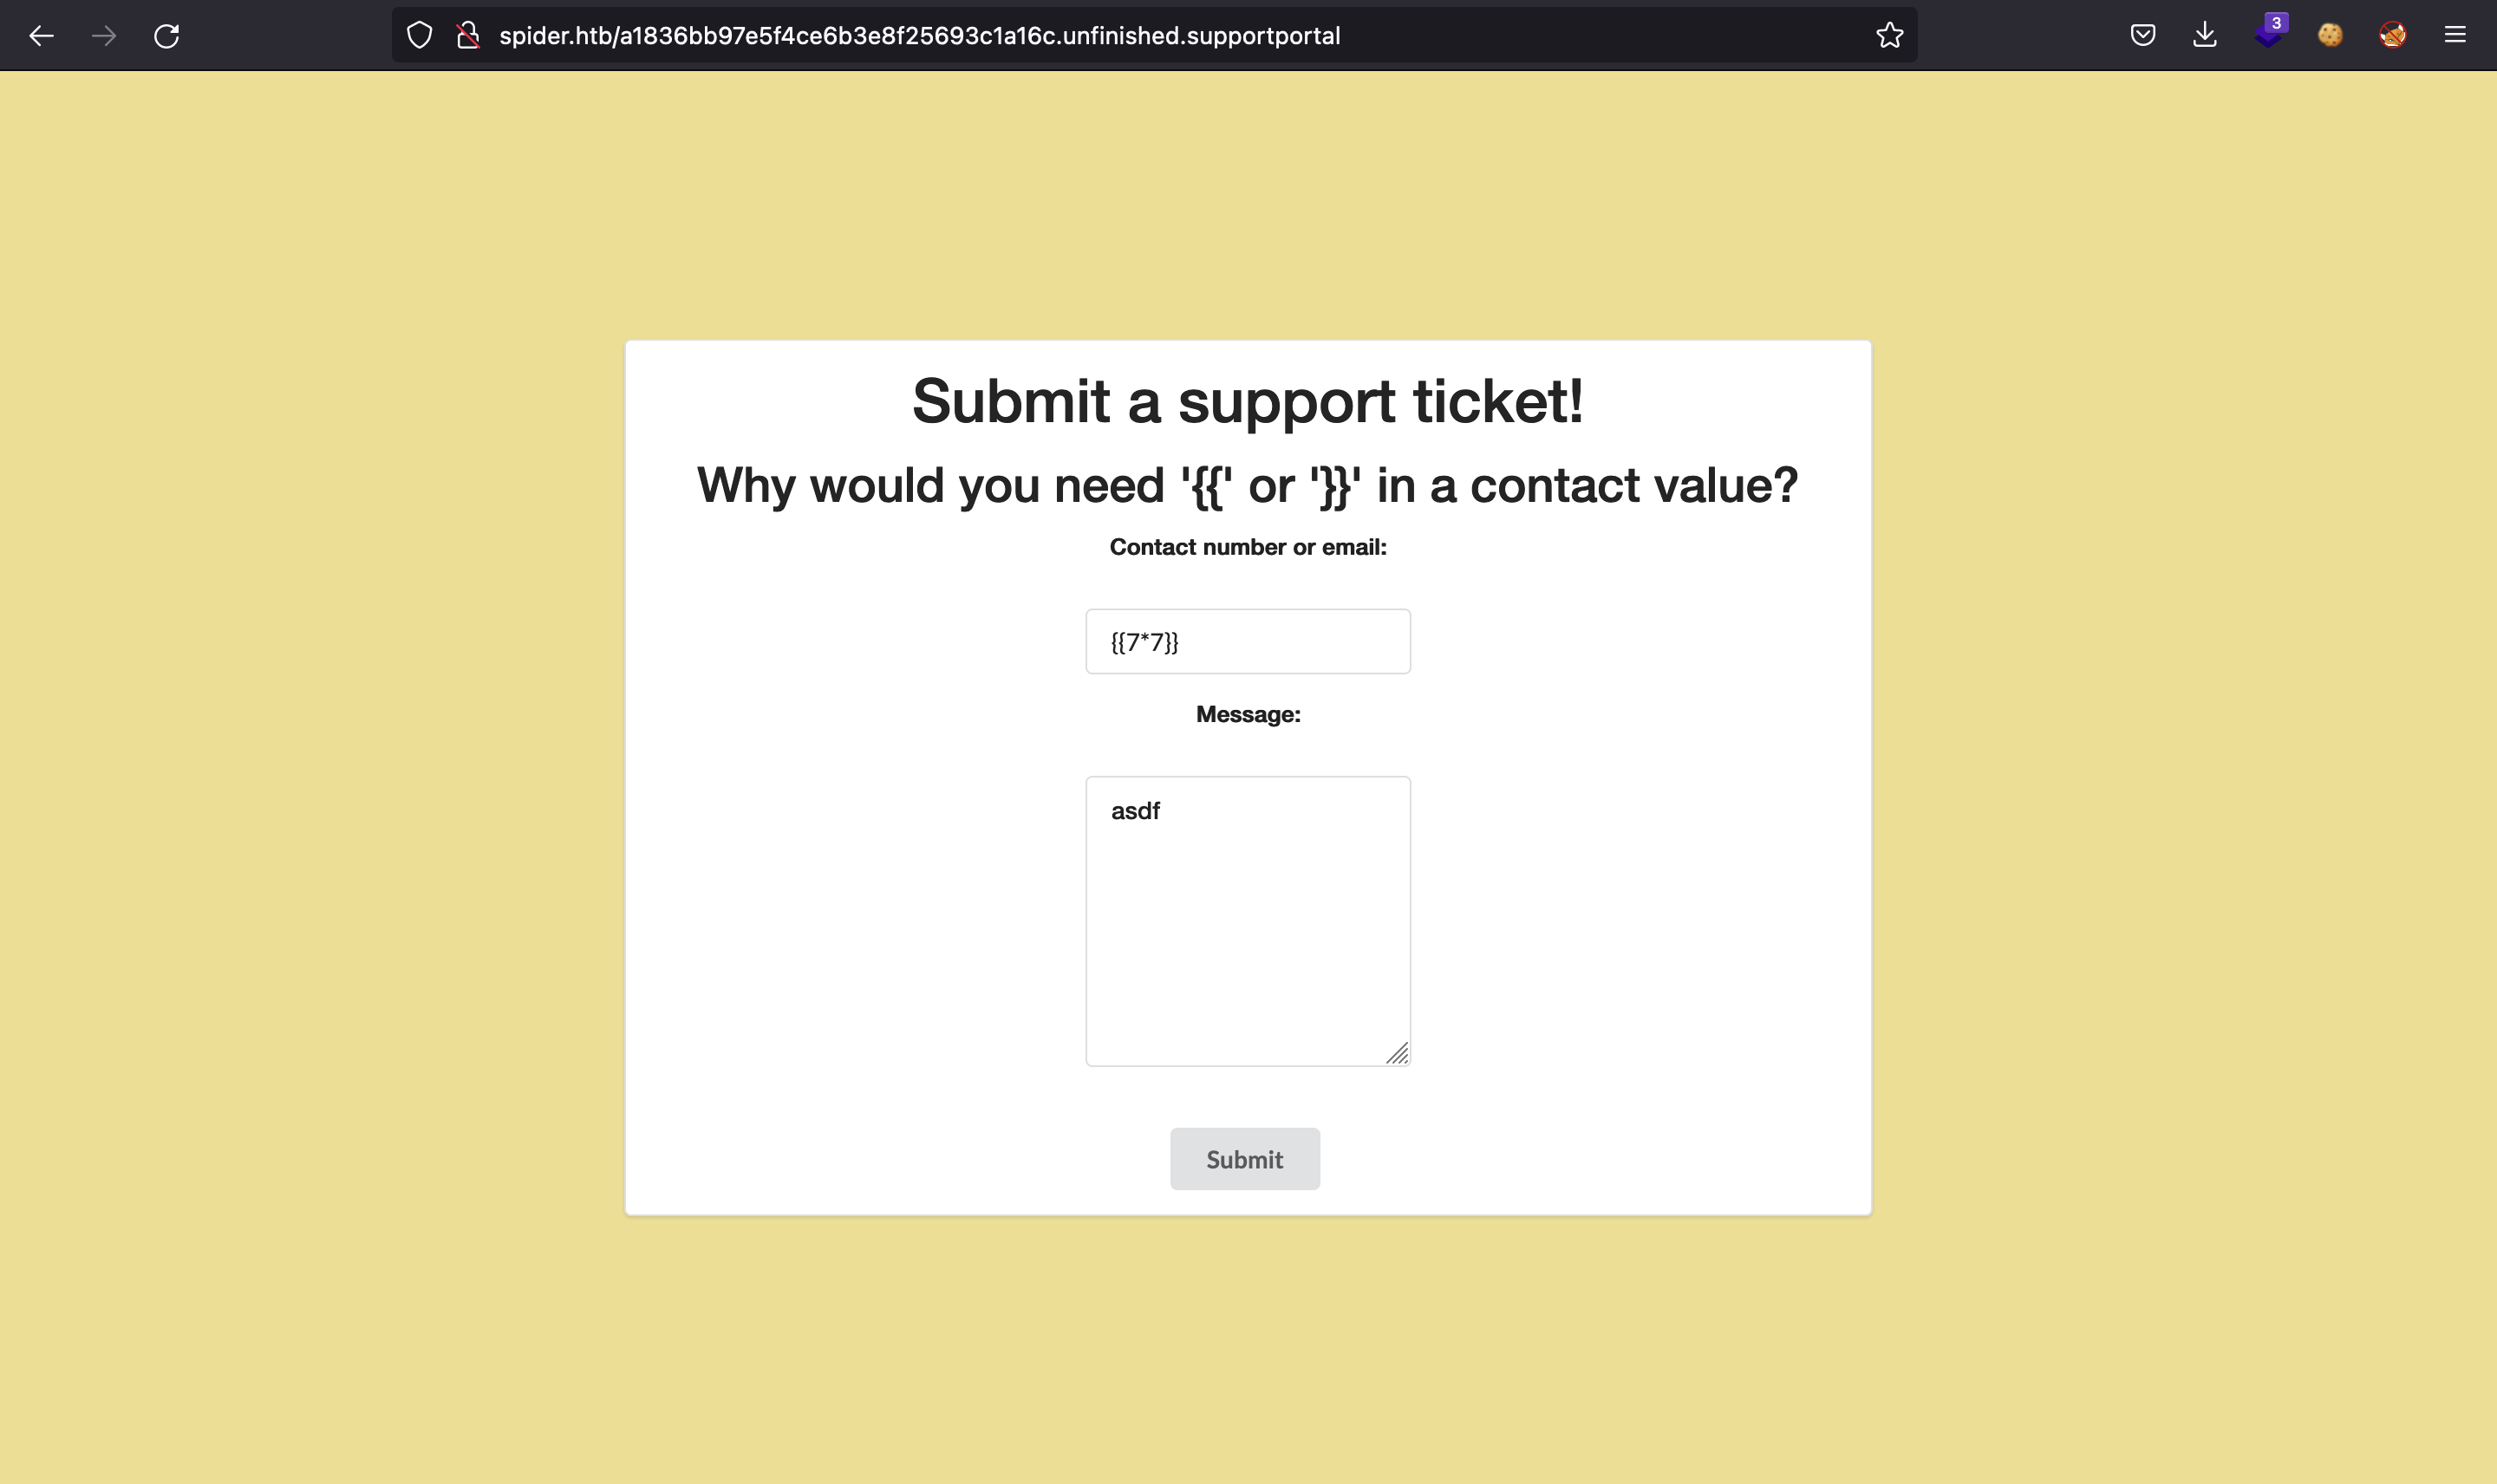 spider.htb/a1836bb97e5f4ce6b3e8f25693c1a16c.unfinished.supportportal
3
Submit a support ticket!
Why would you need '{{' or '}}' in a contact value?
Contact number or email:
{{7*7}}
Message:
asdf
Submit